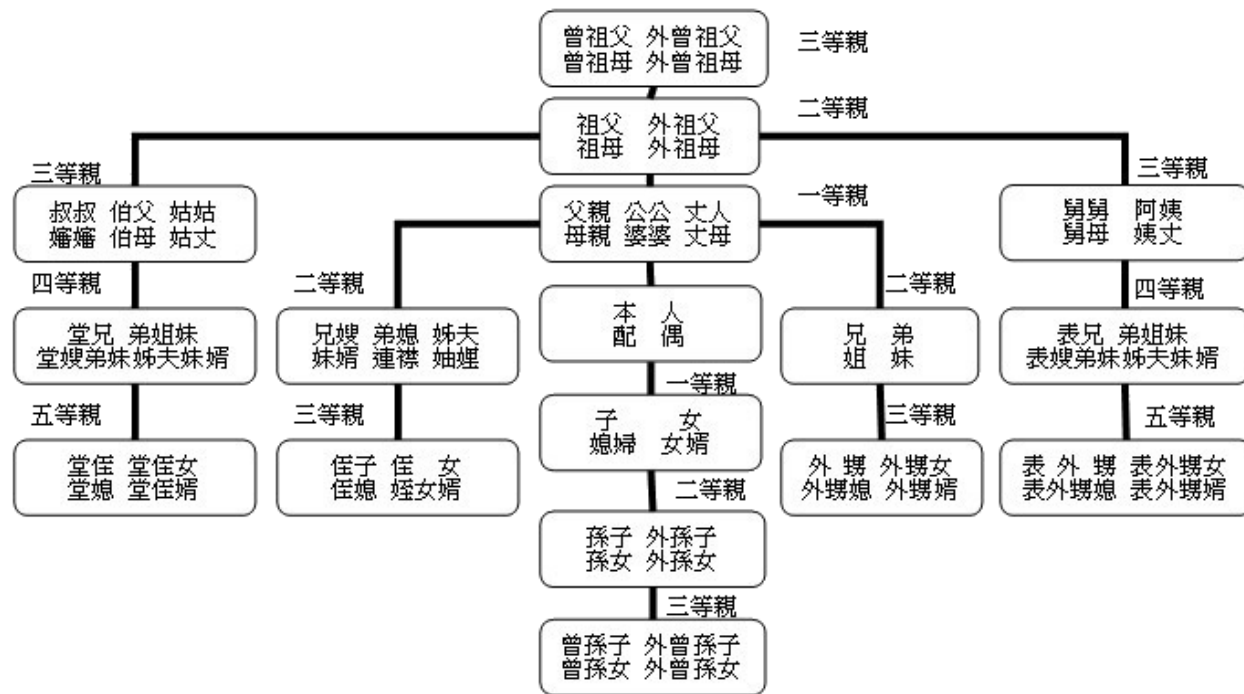 曾祖父 外曾祖父
曾祖母 外曾祖母
三等親
祖父 外祖父
祖母 外祖母
二等親
三等親
叔叔 伯父 姑姑
嬸嬸 伯母 姑丈
父親 公公 丈人
母親 婆婆 丈母
一等親
三等親
舅舅 阿姨
舅母 姨丈
四等親
堂兄 弟姐妹
堂嫂弟妹姊夫妹婿
二等親
兄嫂 弟媳 姊夫
妹婿 連襟 妯娌
本 人
配 偶
二等親
兄 弟
姐 妹
四等親
表兄 弟姐妹
表嫂弟妹姊夫妹婿
五等親
堂侄 堂侄女
堂媳 堂侄婿
三等親
侄子 侄 女
侄媳 姪女婿
一等親
子 女
媳婦 女婿
三等親
外 甥 外甥女
外甥媳 外甥婿
五等親
表 外 甥 表外甥女
表外甥媳 表外甥婿
二等親
孫子 外孫子
孫女 外孫女
三等親
曾孫子 外曾孫子
曾孫女 外曾孫女